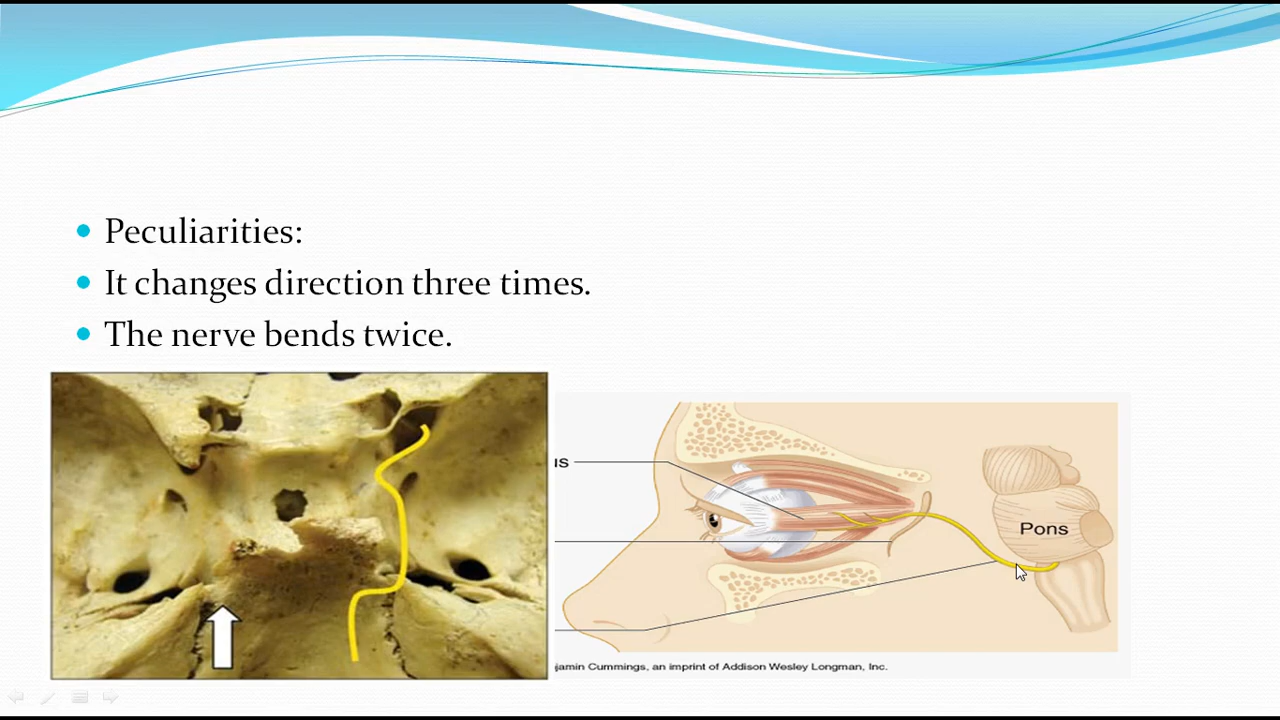 Peculiarities:
It changes direction three times.
The nerve bends twice.
us
Pons
jamin Cummings, an imprint of Addison Wesley Longman, Inc.